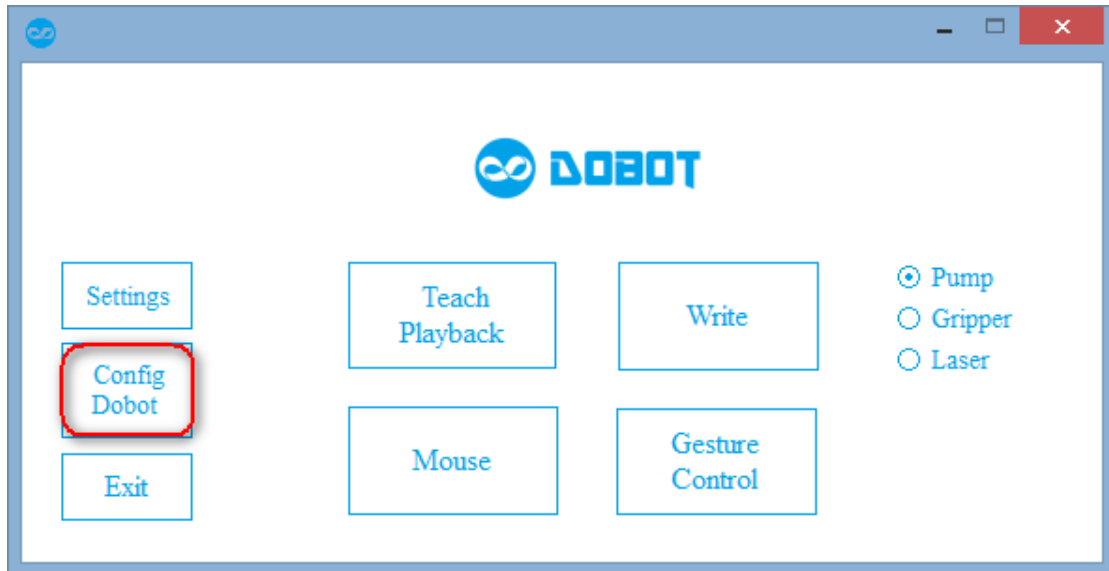 DOBOT
Settings
Config
Dobot
Exit
Teach
Playback
Write
Mouse
Gesture
Control
Pump
Gripper
Laser